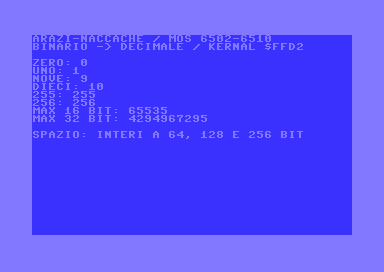 ARAZI-NACCACHE / MOS 6502-6510
BINARIO -> DECIMALE / KERNAL $FFD2
ZERO: 0
UNO: 1
NOVE: 9
DIECI: 10
255: 255
256: 256
MAX 16 BIT: 65535
MAX 32 BIT: 4294967295
SPAZIO: INTERI A 64, 128 E 256 BIT